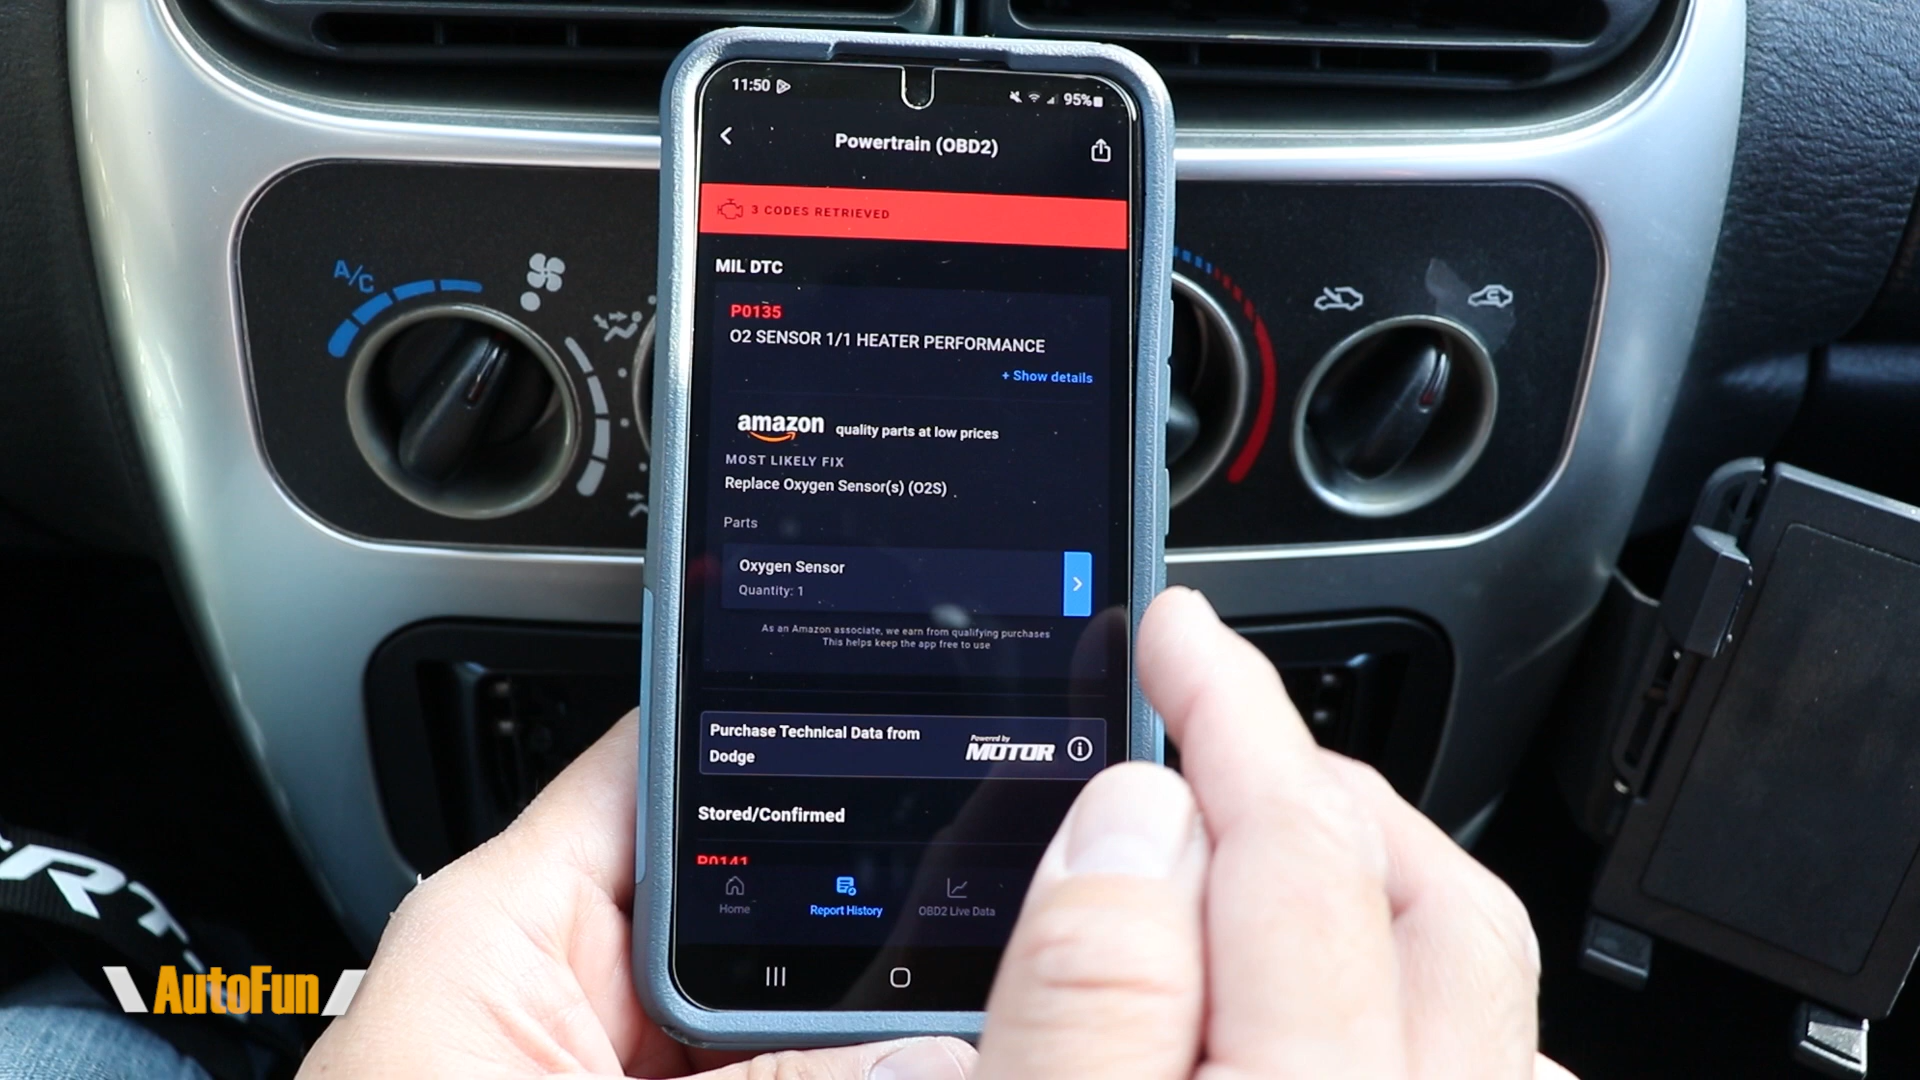 11:50
95%
Powertrain (OBD2)
3 CODES RETRIEVED
MIL DTC
P0135
O2 SENSOR 1/1 HEATER PERFORMANCE
+ Show details
amazon quality parts at low prices
MOST LIKELY FIX
Replace Oxygen Sensor(s) (O2S)
Parts
Oxygen Sensor
Quantity: 1
As an Amazon associate, we earn from qualifying purchases
This helps keep the app free to use
Purchase Technical Data from
Dodge
Powered by
MOTOR
Stored/Confirmed
P0141
Home
Report History
OBD2 Live Data
A/C
AutoFun